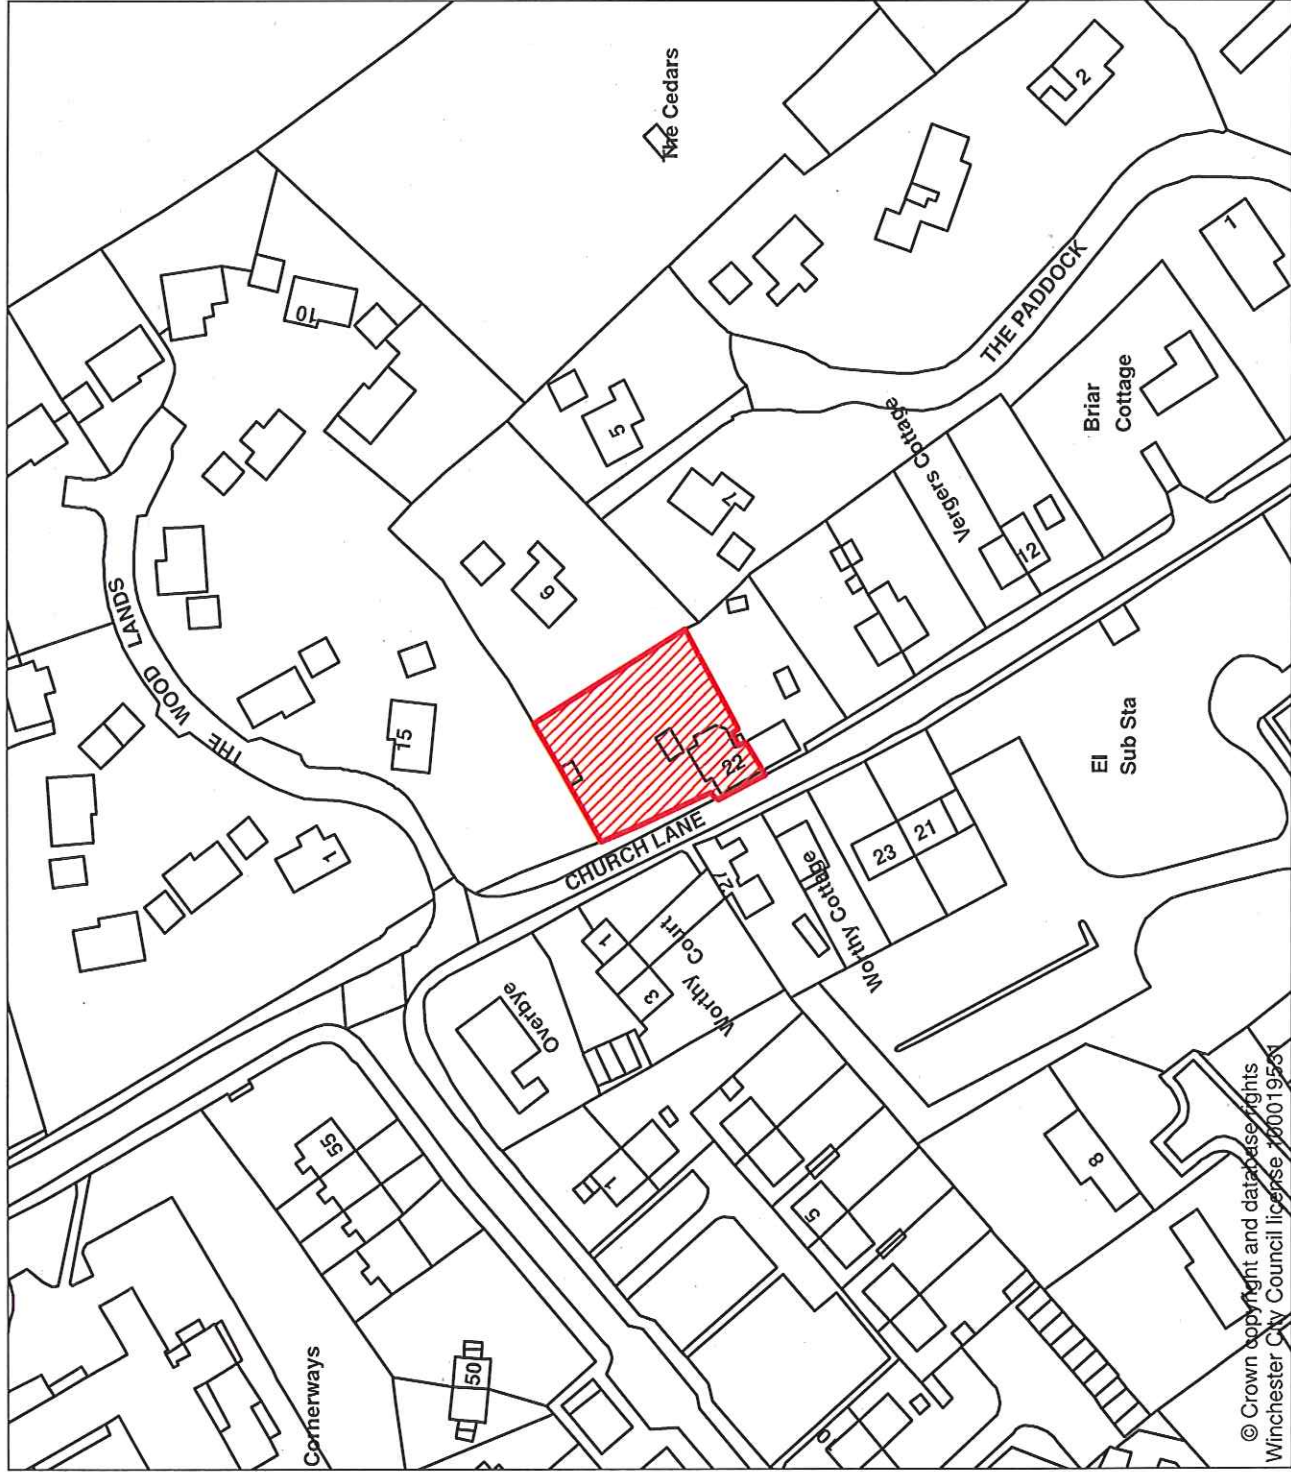 The Cedars
2
10
THE WOOD LANDS
5
THE PADDOCK
1
7
Briar
Cottage
Vergers Cottage
6
12
15
22
El
Sub Sta
1
CHURCH LANE
21
23
27
Worthy Cottage
1
3
Worthy Court
Overbye
55
1
5
8
50
Cornerways
© Crown copyright and database rights
Winchester City Council license 100019531